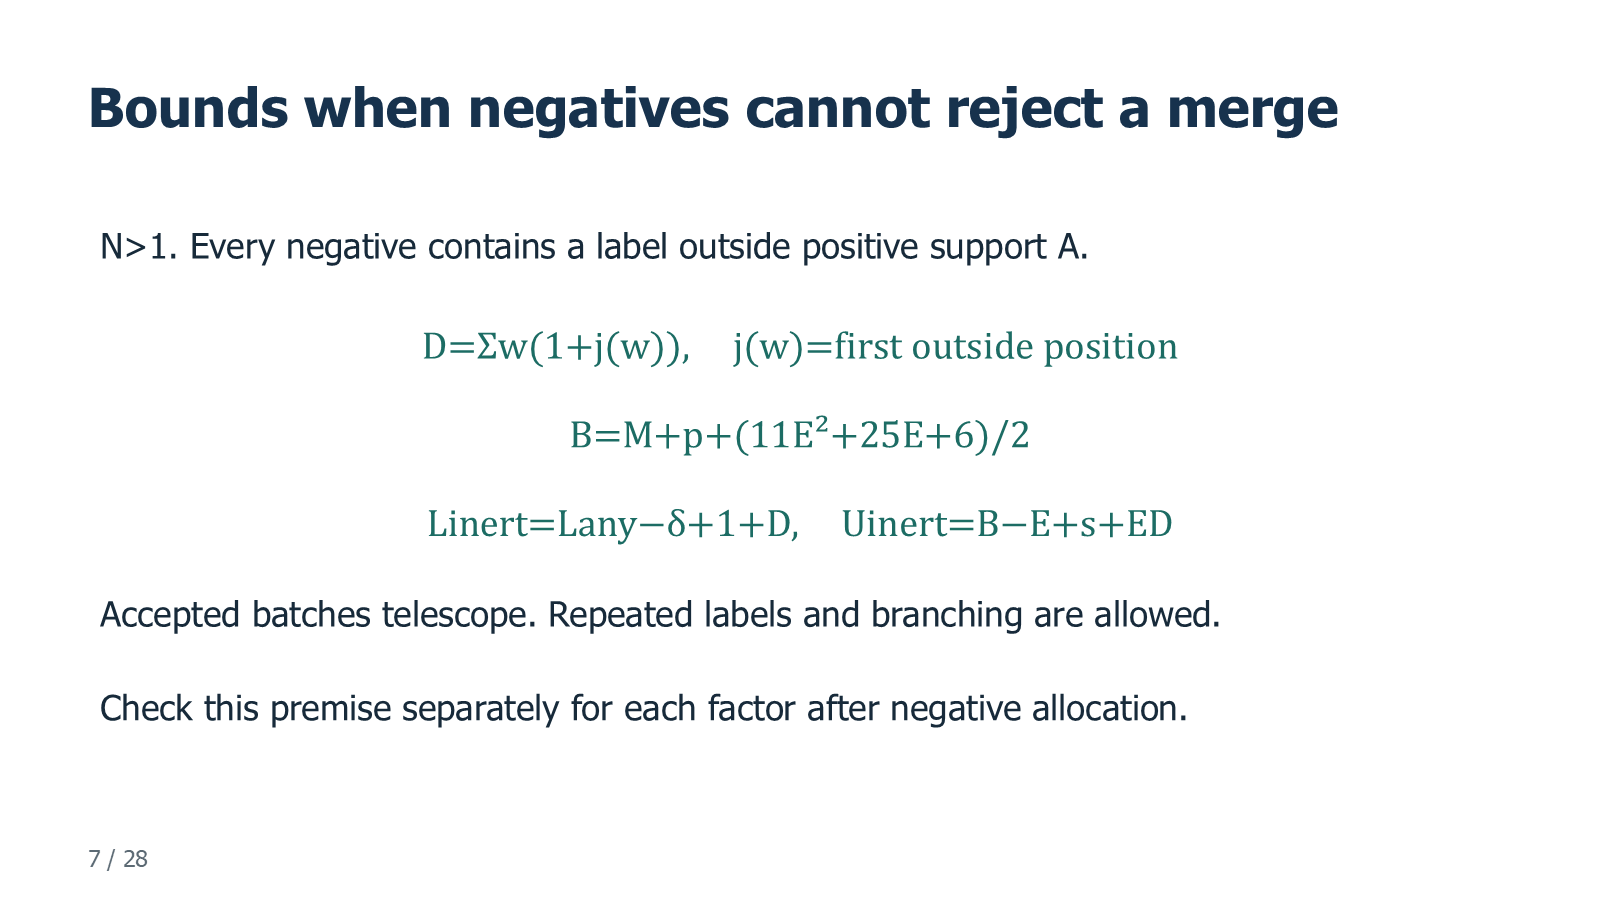 Bounds when negatives cannot reject a merge
N>1. Every negative contains a label outside positive support A.
D=Σw(1+j(w)), j(w)=first outside position
B=M+p+(11E²+25E+6)/2
Linert=Lany−δ+1+D, Uinert=B−E+s+ED
Accepted batches telescope. Repeated labels and branching are allowed.
Check this premise separately for each factor after negative allocation.
7 / 28